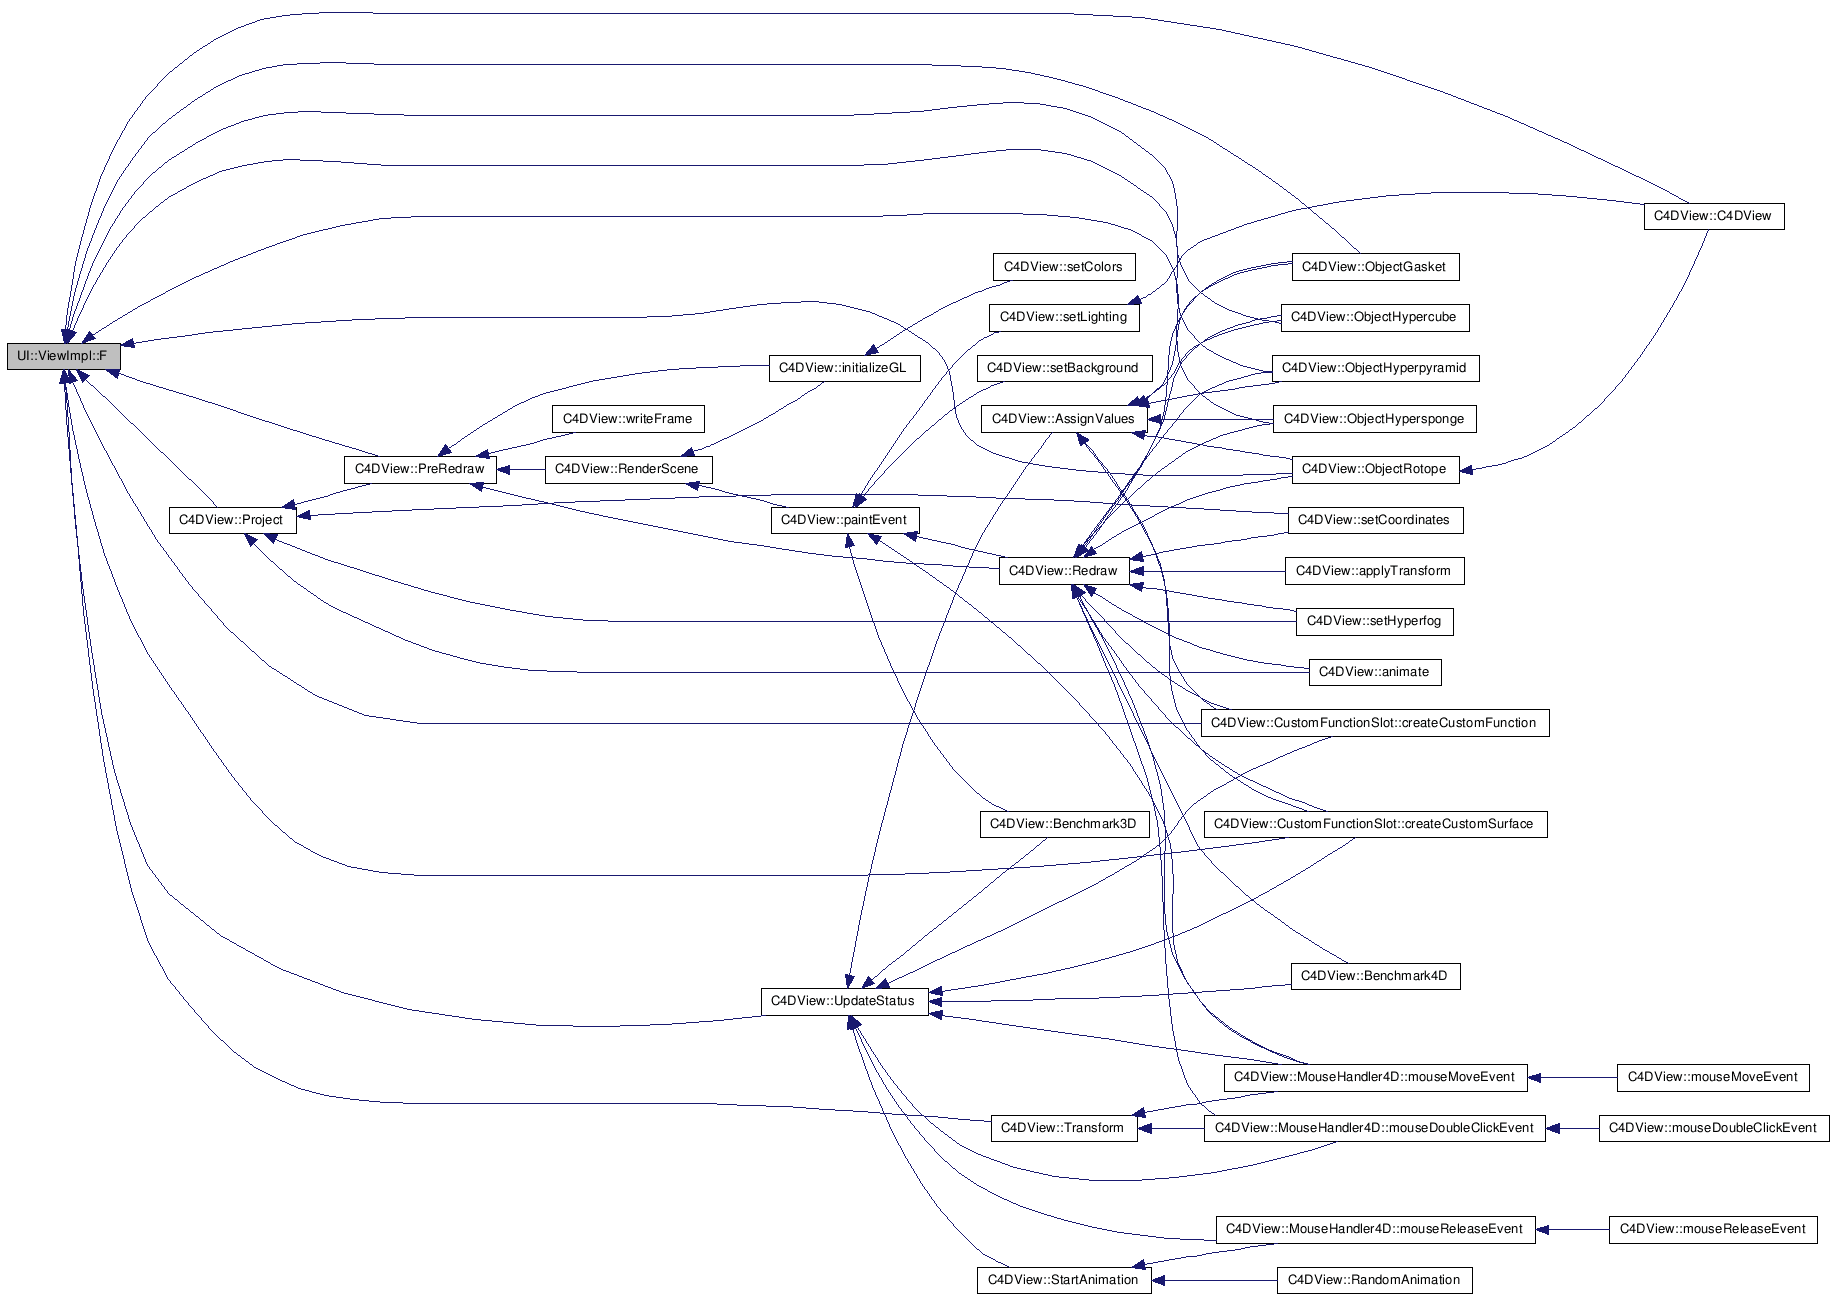 UI::ViewImpl::F
C4DView::Project
C4DView::PreRedraw
C4DView::writeFrame
C4DView::RenderScene
C4DView::initializeGL
C4DView::paintEvent
C4DView::UpdateStatus
C4DView::setColors
C4DView::setLighting
C4DView::setBackground
C4DView::AssignValues
C4DView::Redraw
C4DView::Benchmark3D
C4DView::Transform
C4DView::StartAnimation
C4DView::ObjectGasket
C4DView::ObjectHypercube
C4DView::ObjectHyperpyramid
C4DView::ObjectHypersponge
C4DView::ObjectRotope
C4DView::setCoordinates
C4DView::applyTransform
C4DView::setHyperfog
C4DView::animate
C4DView::CustomFunctionSlot::createCustomFunction
C4DView::CustomFunctionSlot::createCustomSurface
C4DView::Benchmark4D
C4DView::MouseHandler4D::mouseMoveEvent
C4DView::MouseHandler4D::mouseDoubleClickEvent
C4DView::MouseHandler4D::mouseReleaseEvent
C4DView::RandomAnimation
C4DView::C4DView
C4DView::mouseMoveEvent
C4DView::mouseDoubleClickEvent
C4DView::mouseReleaseEvent